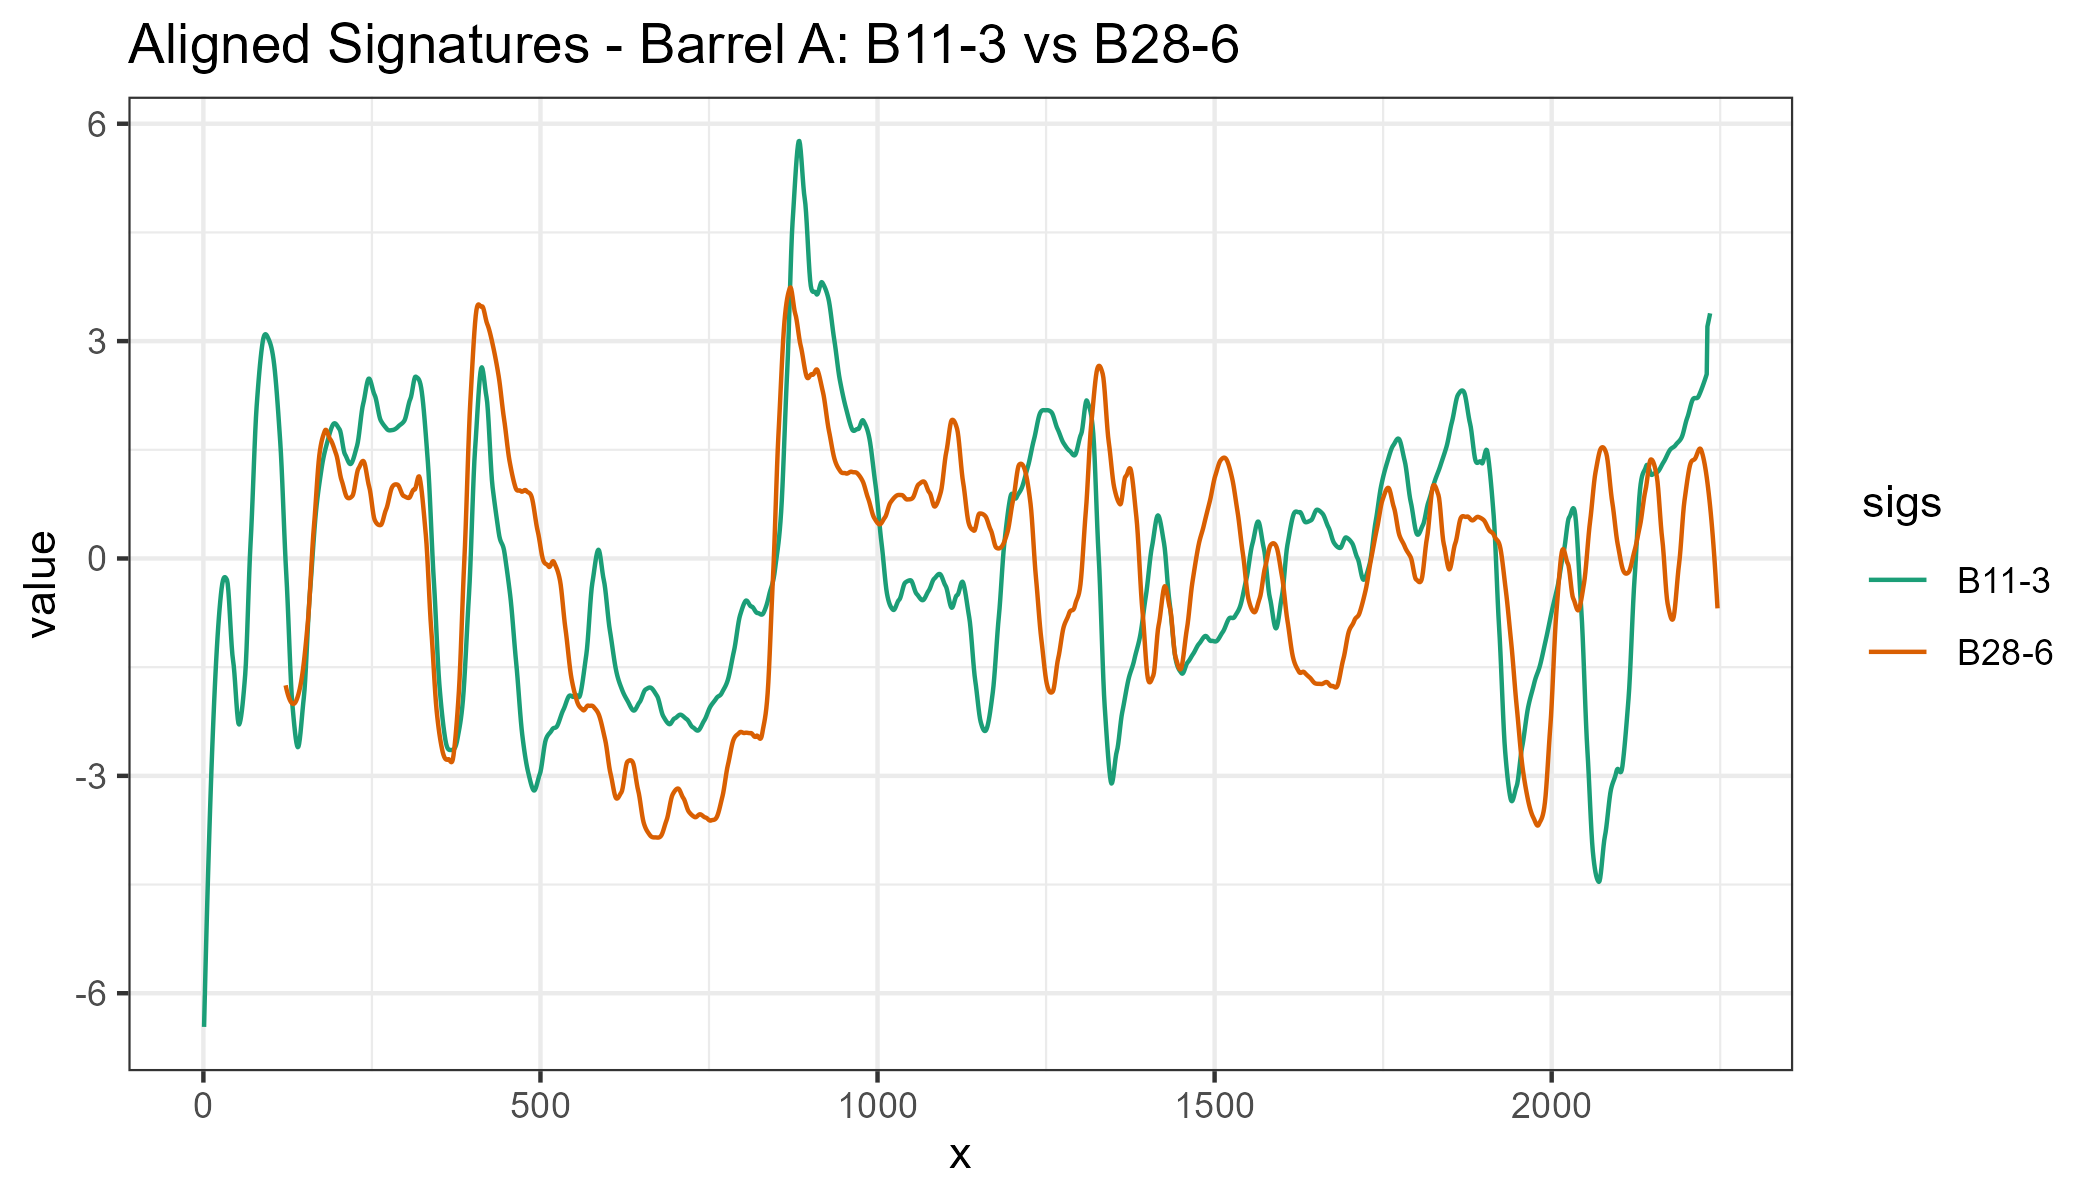 Aligned Signatures - Barrel A: B11-3 vs B28-6
6
3
0
-3
-6
value
0 500 1000 1500 2000
x
sigs
B11-3
B28-6